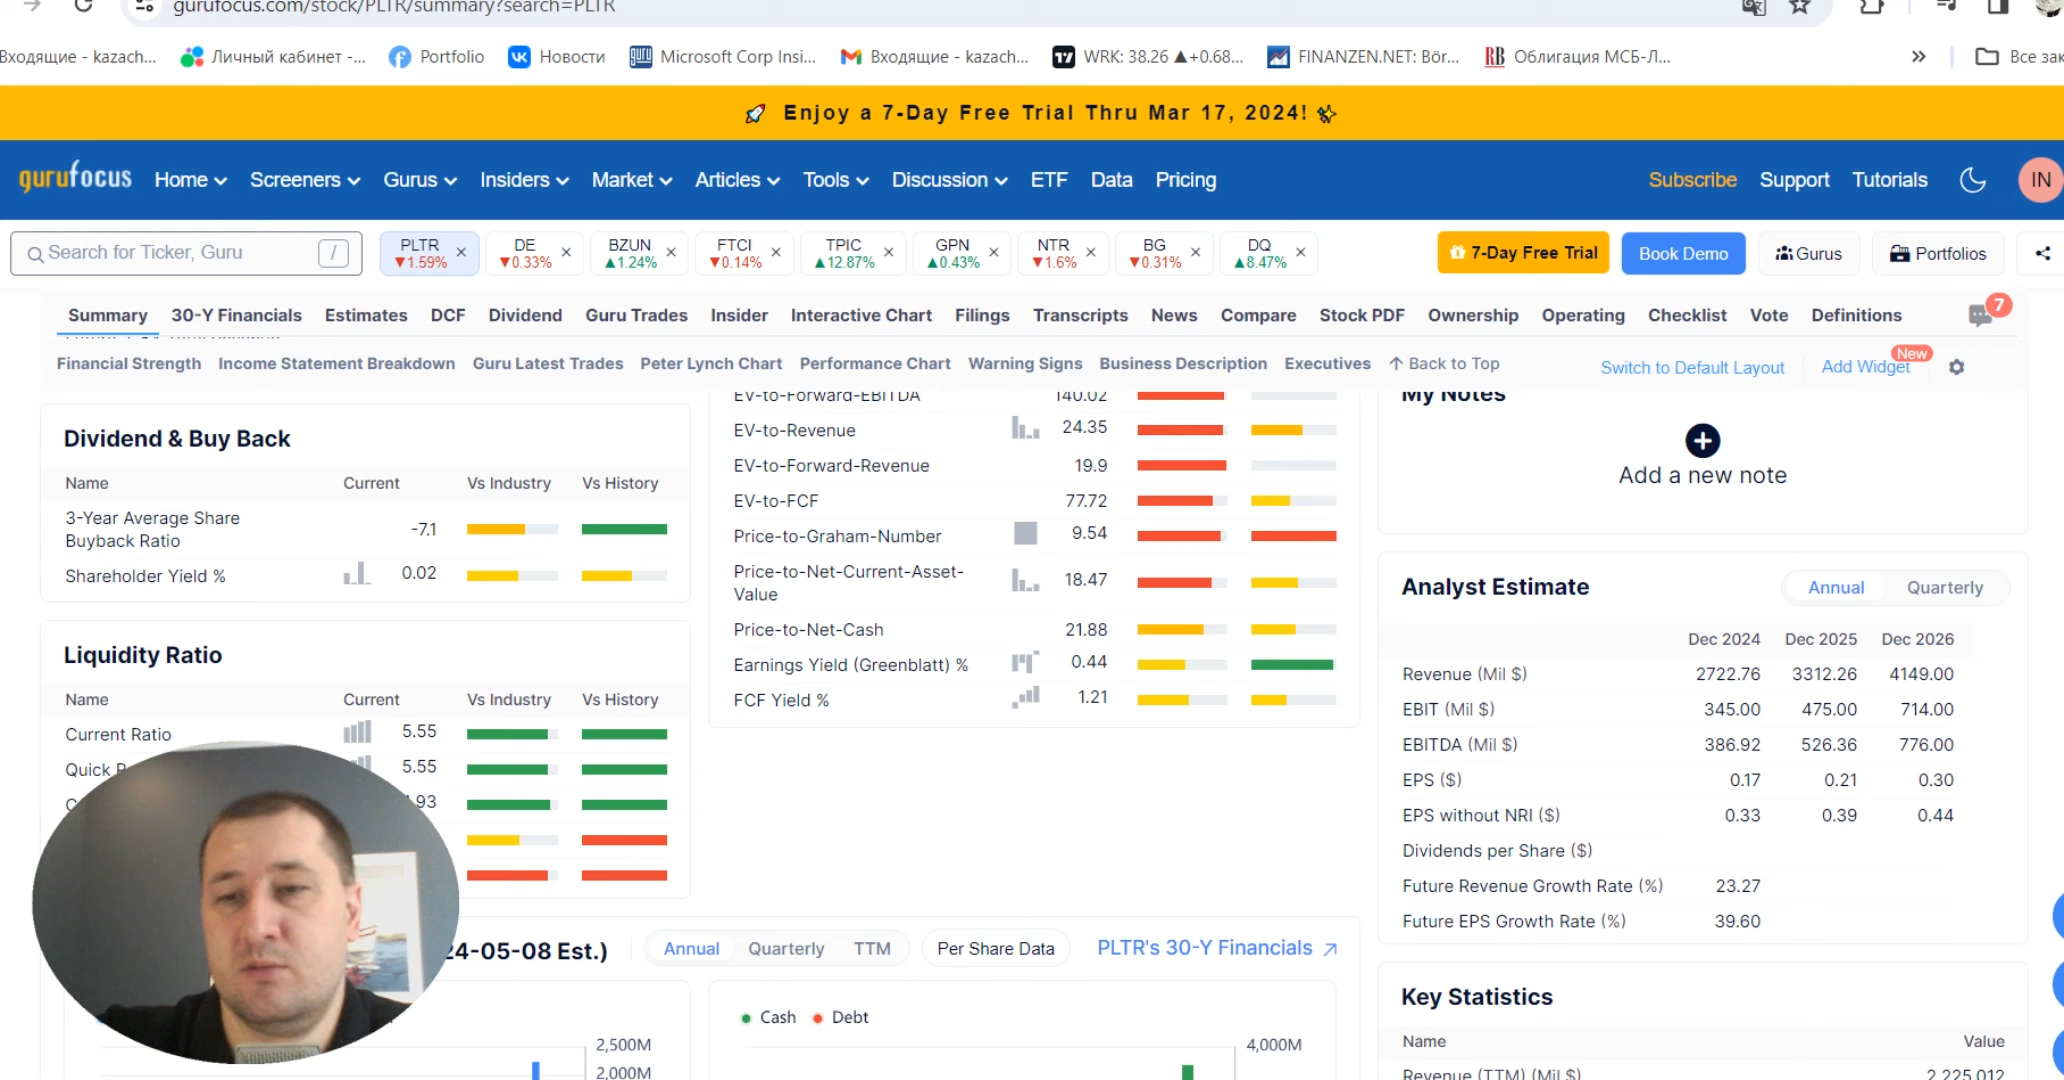 gurufocus.com/stock/PLTR/summary?search=PLTR
Входящие - kazach...
Личный кабинет -...
Portfolio
Новости
Microsoft Corp Insi...
Входящие - kazach...
WRK: 38.26 ▲+0.68...
FINANZEN.NET: Bör...
Облигация МСБ-Л...
»
Все зак
Enjoy a 7-Day Free Trial Thru Mar 17, 2024!
gurufocus
Home
Screeners
Gurus
Insiders
Market
Articles
Tools
Discussion
ETF
Data
Pricing
Subscribe
Support
Tutorials
IN
Search for Ticker, Guru
/
PLTR
▼1.59%
DE
▼0.33%
BZUN
▲1.24%
FTCI
▼0.14%
TPIC
▲12.87%
GPN
▲0.43%
NTR
▼1.6%
BG
▼0.31%
DQ
▲8.47%
7-Day Free Trial
Book Demo
Gurus
Portfolios
Summary
30-Y Financials
Estimates
DCF
Dividend
Guru Trades
Insider
Interactive Chart
Filings
Transcripts
News
Compare
Stock PDF
Ownership
Operating
Checklist
Vote
Definitions
7
Financial Strength
Income Statement Breakdown
Guru Latest Trades
Peter Lynch Chart
Performance Chart
Warning Signs
Business Description
Executives
↑ Back to Top
Switch to Default Layout
Add Widget
New
Dividend & Buy Back
Name Current Vs Industry Vs History
3-Year Average Share
Buyback Ratio
-7.1
Shareholder Yield % 0.02
Liquidity Ratio
Name Current Vs Industry Vs History
Current Ratio 5.55
Quick 5.55
.93
EV-to-Forward-EBITDA 140.02
EV-to-Revenue 24.35
EV-to-Forward-Revenue 19.9
EV-to-FCF 77.72
Price-to-Graham-Number 9.54
Price-to-Net-Current-Asset-
Value
18.47
Price-to-Net-Cash 21.88
Earnings Yield (Greenblatt) % 0.44
FCF Yield % 1.21
My Notes
Add a new note
Analyst Estimate
Annual
Quarterly
Dec 2024 Dec 2025 Dec 2026
Revenue (Mil $) 2722.76 3312.26 4149.00
EBIT (Mil $) 345.00 475.00 714.00
EBITDA (Mil $) 386.92 526.36 776.00
EPS ($) 0.17 0.21 0.30
EPS without NRI ($) 0.33 0.39 0.44
Dividends per Share ($)
Future Revenue Growth Rate (%) 23.27
Future EPS Growth Rate (%) 39.60
24-05-08 Est.)
Annual
Quarterly
TTM
Per Share Data
PLTR's 30-Y Financials
2,500M
2,000M
Cash
Debt
4,000M
Key Statistics
Name Value
Revenue (TTM) (Mil $) 2,225.012